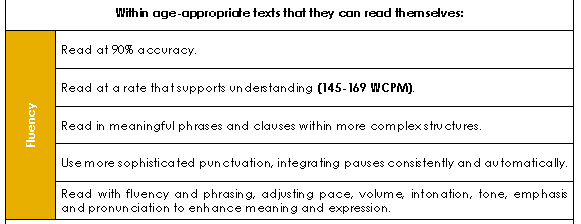 Within age-appropriate texts that they can read themselves:
Fluency
Read at 90% accuracy.
Read at a rate that supports understanding (145-169 WCPM).
Read in meaningful phrases and clauses within more complex structures.
Use more sophisticated punctuation, integrating pauses consistently and automatically.
Read with fluency and phrasing, adjusting pace, volume, intonation, tone, emphasis
and pronunciation to enhance meaning and expression.